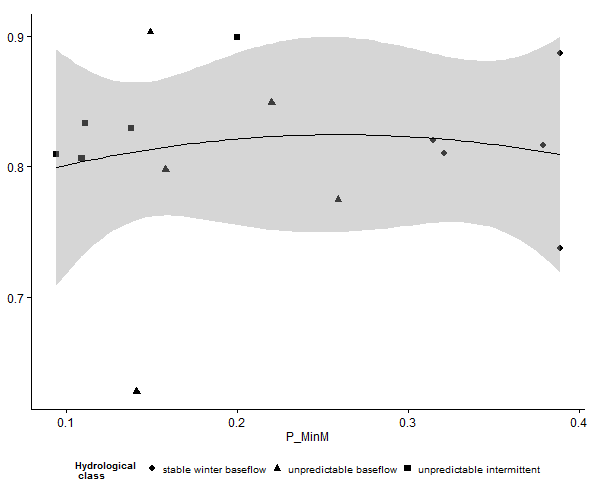 0.9
0.8
0.7
0.1 0.2 0.3 0.4
P_MinM
Hydrological class stable winter baseflow unpredictable baseflow unpredictable intermittent